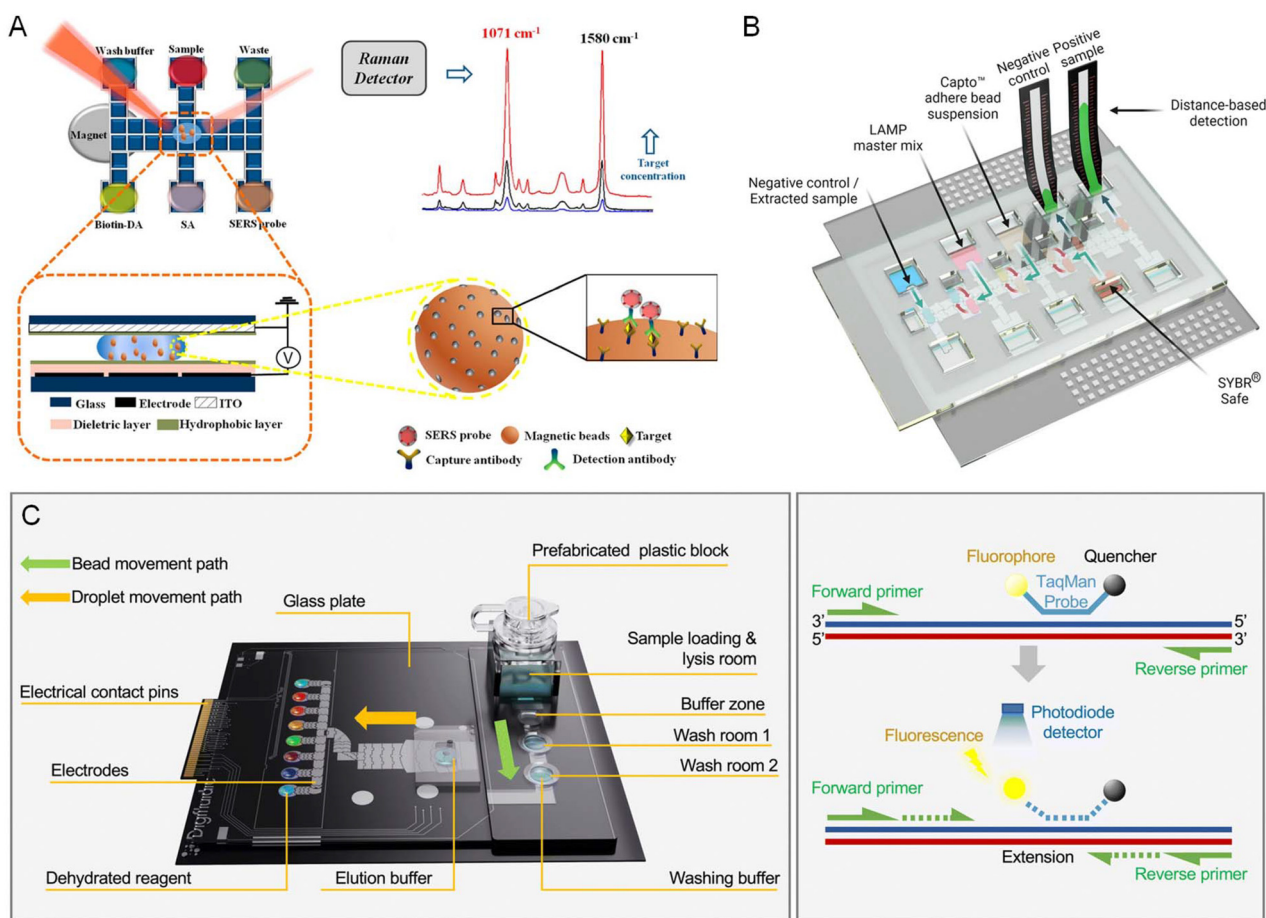 A
Wash buffer
Sample
Waste
Magnet
Biotin-DA
SA
SERS probe
Raman
Detector
1071 cm⁻¹
1580 cm⁻¹
Target
concentration
V
Glass
Electrode
ITO
Dieletric layer
Hydrophobic layer
SERS probe
Magnetic beads
Target
Capture antibody
Detection antibody
B
Negative control /
Extracted sample
LAMP
master mix
Capto™
adhere bead
suspension
Negative
control
Positive
sample
Distance-based
detection
SYBR®
Safe
C
Bead movement path
Droplet movement path
Glass plate
Prefabricated plastic block
Sample loading &
lysis room
Electrical contact pins
Buffer zone
Wash room 1
Electrodes
Wash room 2
Dehydrated reagent
Elution buffer
Washing buffer
Fluorophore
Quencher
TaqMan
Probe
Forward primer
3’
5’
5’
3’
Reverse primer
Photodiode
detector
Fluorescence
Forward primer
Extension
Reverse primer